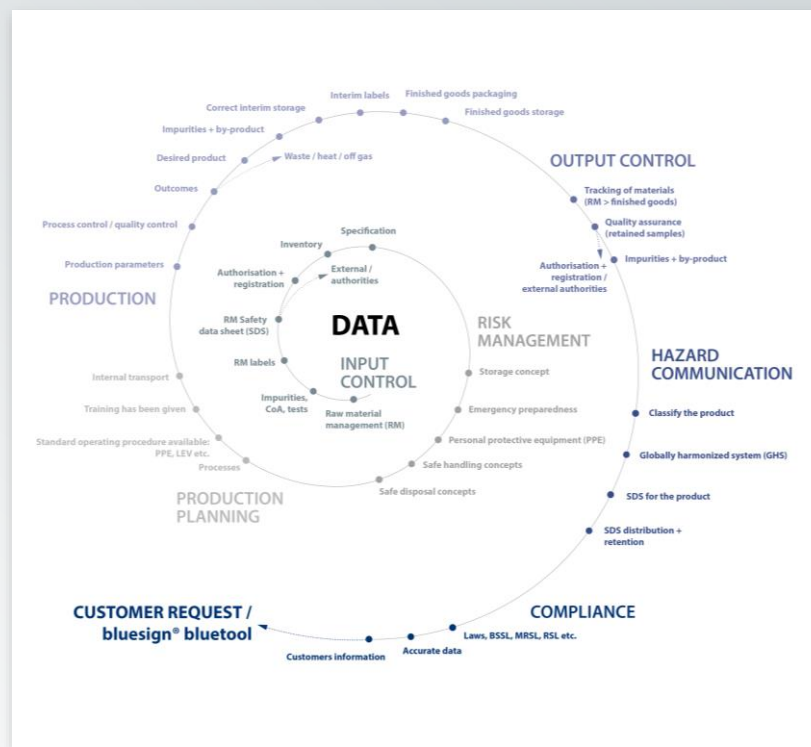 Interim labels
Finished goods packaging
Correct interim storage
Finished goods storage
Impurities + by-product
Desired product
Waste / heat / off gas
Outcomes
Process control / quality control
Production parameters
PRODUCTION
OUTPUT CONTROL
Tracking of materials
(RM > finished goods)
Quality assurance
(retained samples)
Impurities + by-product
Authorisation +
registration /
external authorities
Specification
Inventory
Authorisation +
registration
External /
authorities
RM Safety
data sheet (SDS)
DATA
RM labels
INPUT
CONTROL
Impurities,
CoA, tests
Raw material
management (RM)
RISK
MANAGEMENT
Storage concept
Emergency preparedness
Personal protective equipment (PPE)
Safe handling concepts
Safe disposal concepts
Internal transport
Training has been given
Standard operating procedure available:
PPE, LEV etc.
Processes
PRODUCTION
PLANNING
HAZARD
COMMUNICATION
Classify the product
Globally harmonized system (GHS)
SDS for the product
SDS distribution +
retention
COMPLIANCE
Laws, BSSL, MRSL, RSL etc.
Accurate data
Customers information
CUSTOMER REQUEST /
bluesign® bluetool